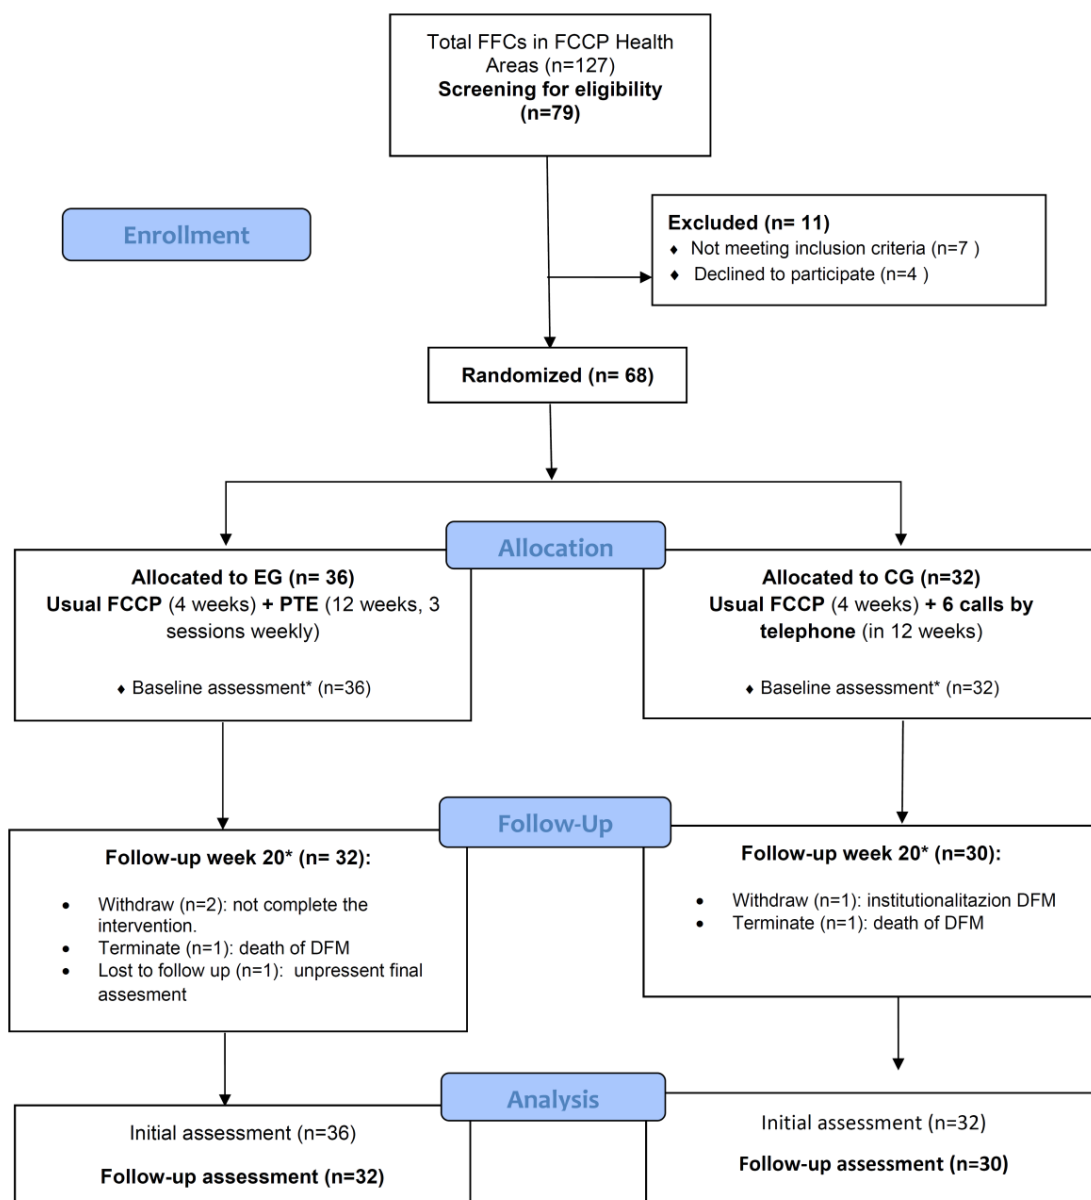 Total FFCs in FCCP Health
Areas (n=127)
Screening for eligibility
(n=79)
Enrollment
Excluded (n= 11)
♦ Not meeting inclusion criteria (n=7 )
♦ Declined to participate (n=4 )
Randomized (n= 68)
Allocation
Allocated to EG (n= 36)
Usual FCCP (4 weeks) + PTE (12 weeks, 3
sessions weekly)
♦ Baseline assessment* (n=36)
Allocated to CG (n=32)
Usual FCCP (4 weeks) + 6 calls by
telephone (in 12 weeks)
♦ Baseline assessment* (n=32)
Follow-Up
Follow-up week 20* (n= 32):
• Withdraw (n=2): not complete the
intervention.
• Terminate (n=1): death of DFM
• Lost to follow up (n=1): unpressent final
assesment
Follow-up week 20* (n=30):
• Withdraw (n=1): institutionalitazion DFM
• Terminate (n=1): death of DFM
Analysis
Initial assessment (n=36)
Follow-up assessment (n=32)
Initial assessment (n=32)
Follow-up assessment (n=30)